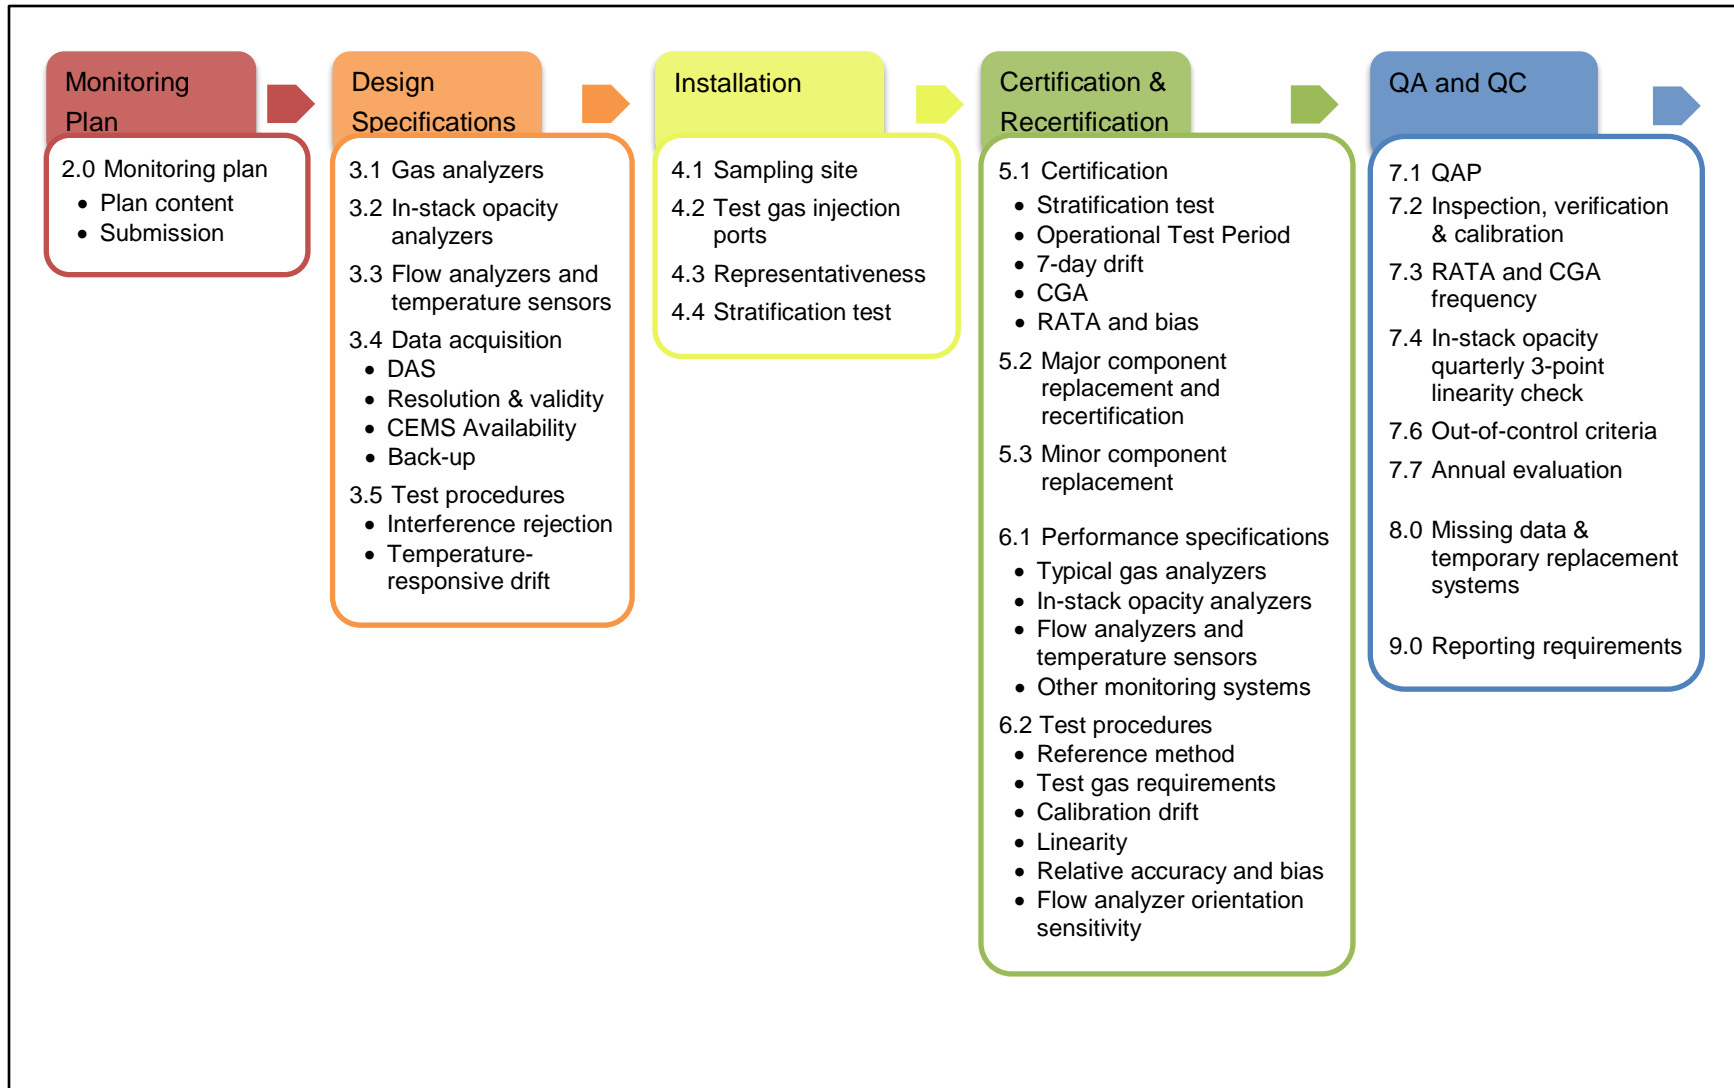 Monitoring
Plan
2.0 Monitoring plan
• Plan content
• Submission
Design
Specifications
3.1 Gas analyzers
3.2 In-stack opacity
analyzers
3.3 Flow analyzers and
temperature sensors
3.4 Data acquisition
• DAS
• Resolution & validity
• CEMS Availability
• Back-up
3.5 Test procedures
• Interference rejection
• Temperature-
responsive drift
Installation
4.1 Sampling site
4.2 Test gas injection
ports
4.3 Representativeness
4.4 Stratification test
Certification &
Recertification
5.1 Certification
• Stratification test
• Operational Test Period
• 7-day drift
• CGA
• RATA and bias
5.2 Major component
replacement and
recertification
5.3 Minor component
replacement
6.1 Performance specifications
• Typical gas analyzers
• In-stack opacity analyzers
• Flow analyzers and
temperature sensors
• Other monitoring systems
6.2 Test procedures
• Reference method
• Test gas requirements
• Calibration drift
• Linearity
• Relative accuracy and bias
• Flow analyzer orientation
sensitivity
QA and QC
7.1 QAP
7.2 Inspection, verification
& calibration
7.3 RATA and CGA
frequency
7.4 In-stack opacity
quarterly 3-point
linearity check
7.6 Out-of-control criteria
7.7 Annual evaluation
8.0 Missing data &
temporary replacement
systems
9.0 Reporting requirements